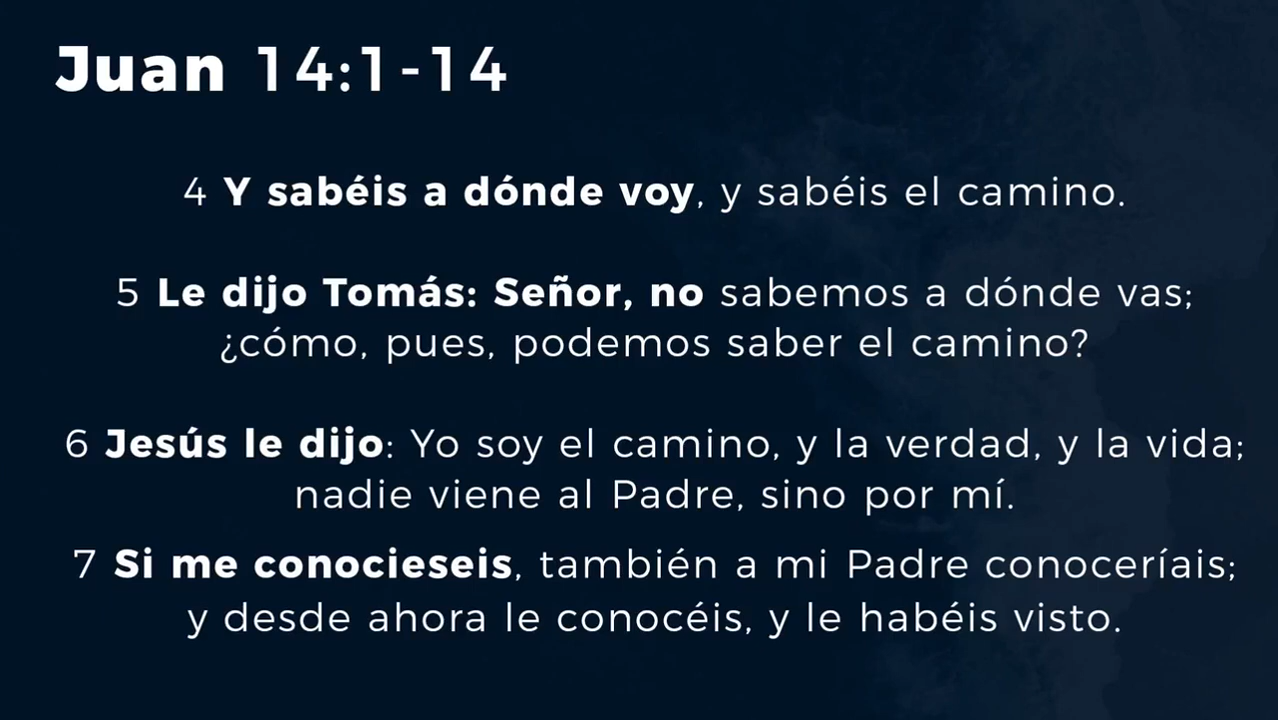 Juan 14:1-14
4 Y sabéis a dónde voy, y sabéis el camino.
5 Le dijo Tomás: Señor, no sabemos a dónde vas;
¿cómo, pues, podemos saber el camino?
6 Jesús le dijo: Yo soy el camino, y la verdad, y la vida;
nadie viene al Padre, sino por mí.
7 Si me conocieseis, también a mi Padre conoceríais;
y desde ahora le conocéis, y le habéis visto.